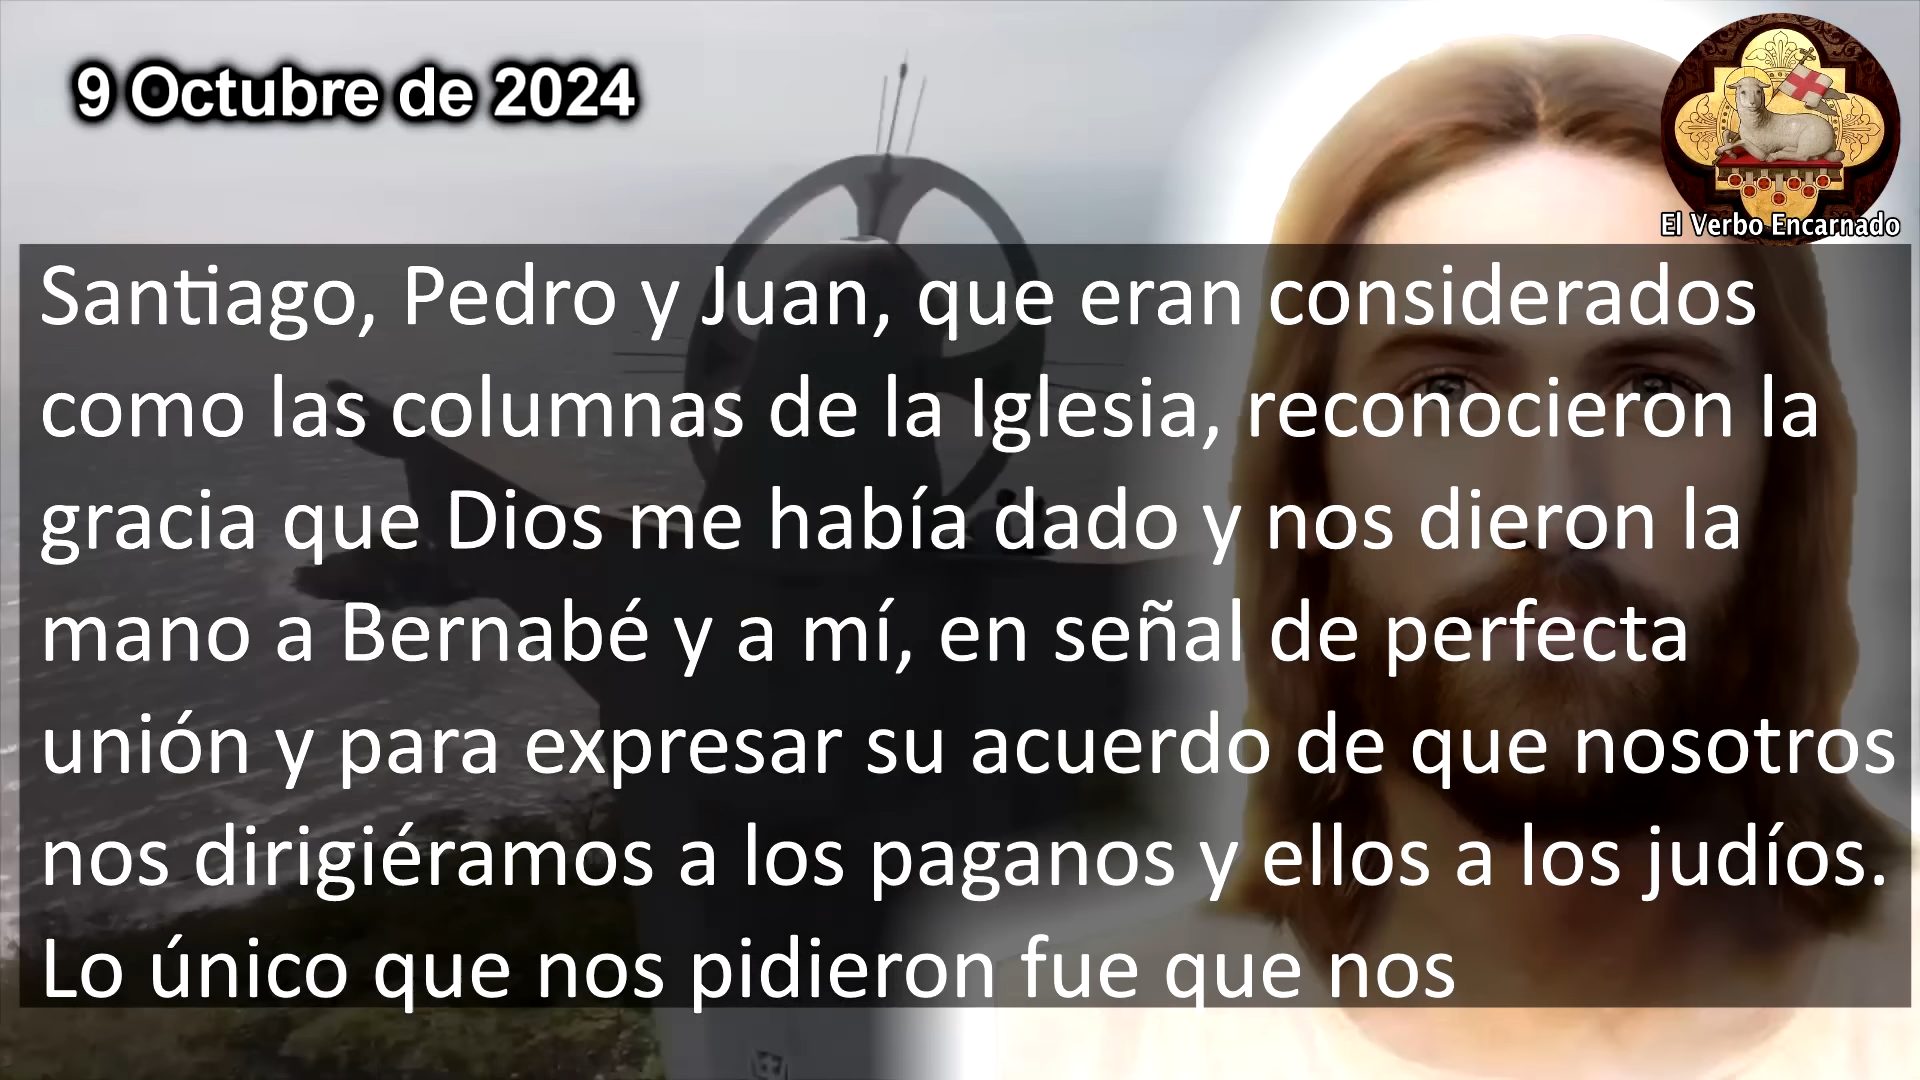 9 Octubre de 2024
El Verbo Encarnado
Santiago, Pedro y Juan, que eran considerados
como las columnas de la Iglesia, reconocieron la
gracia que Dios me había dado y nos dieron la
mano a Bernabé y a mí, en señal de perfecta
unión y para expresar su acuerdo de que nosotros
nos dirigiéramos a los paganos y ellos a los judíos.
Lo único que nos pidieron fue que nos